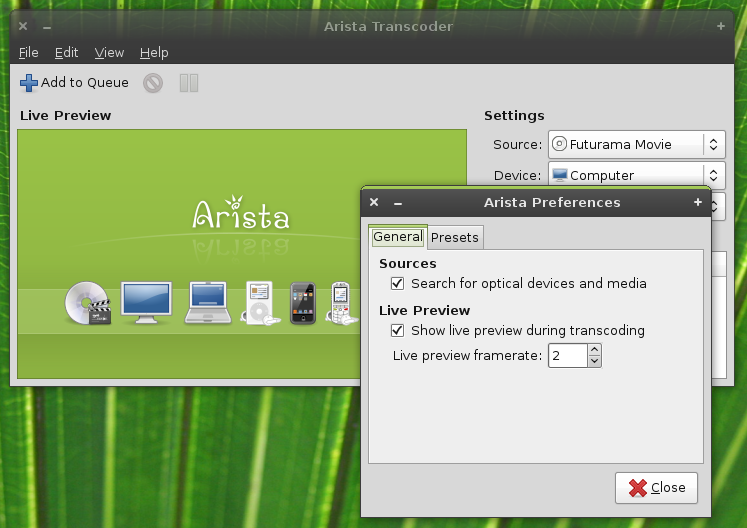 Arista Transcoder
File Edit View Help
Add to Queue
Live Preview
Settings
Source: Futurama Movie
Device: Computer
Arista
Arista Preferences
General Presets
Sources
Search for optical devices and media
Live Preview
Show live preview during transcoding
Live preview framerate: 2
Close